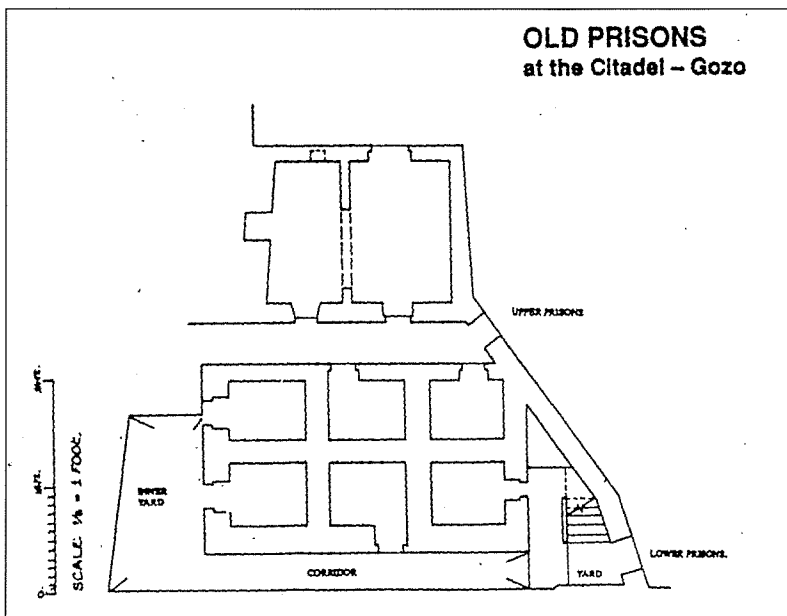 OLD PRISONS
at the Citadel – Gozo
UPPER PRISONS
INNER
YARD
SCALE 1/8 = 1 FOOT.
0
CORRIDOR
YARD
LOWER PRISONS.